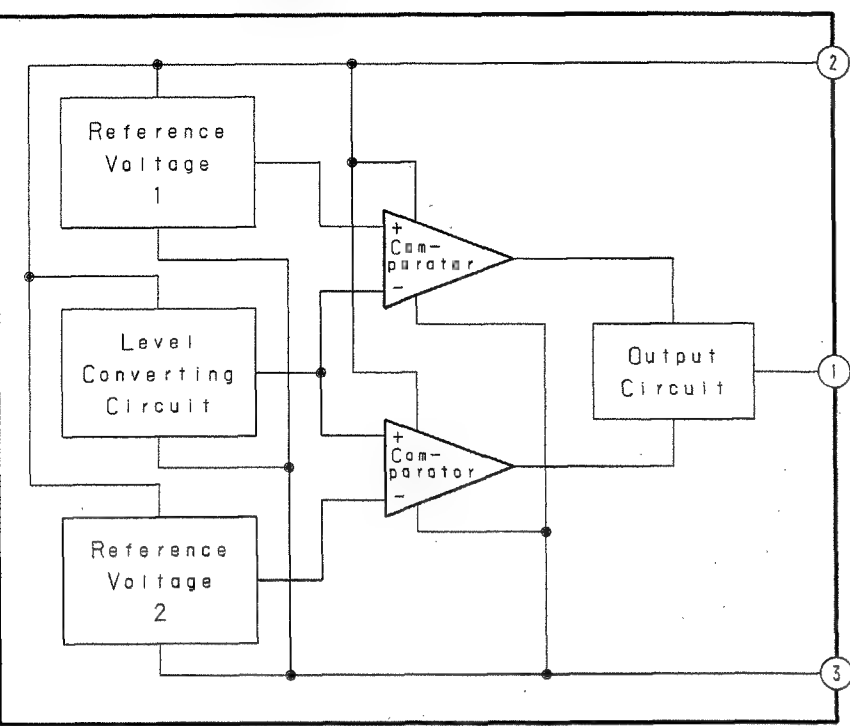 2
Reference
Voltage
1
+
Com-
parator
-
Level
Converting
Circuit
Output
Circuit
1
+
Com-
parator
-
Reference
Voltage
2
3